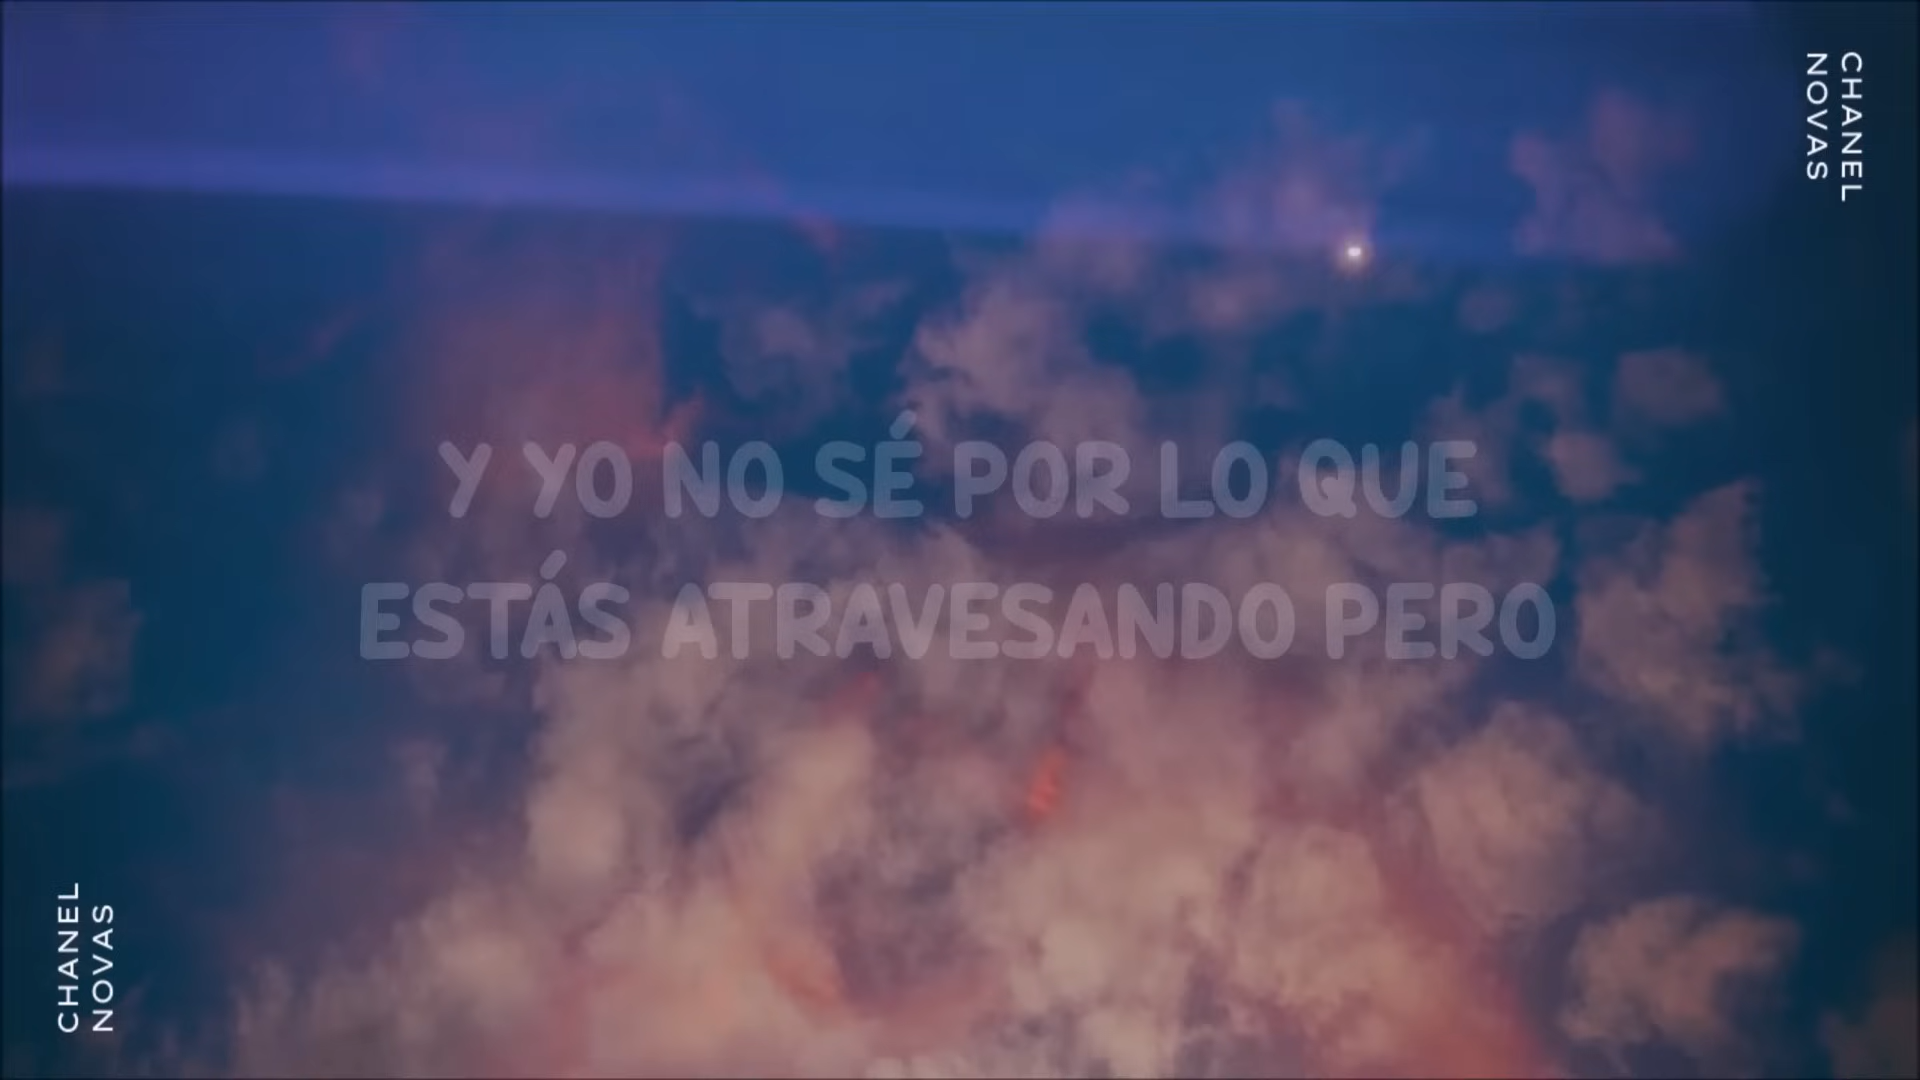 CHANEL
NOVAS
Y YO NO SÉ POR LO QUE
ESTÁS ATRAVESANDO PERO
CHANEL
NOVAS